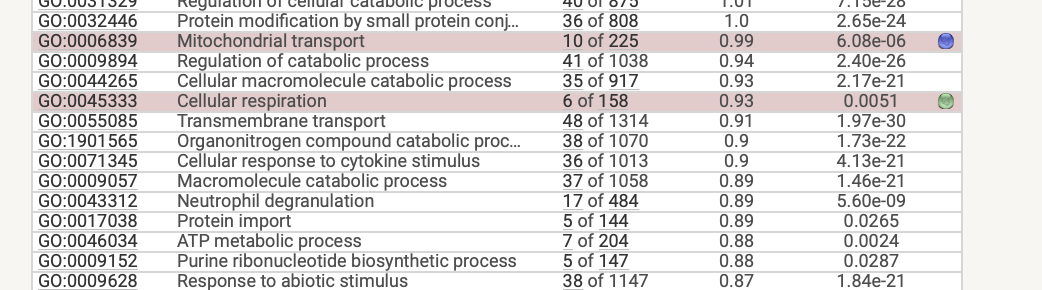 GO:0031329 Regulation of cellular catabolic process 40 of 875 1.01 7.15e-28
GO:0032446 Protein modification by small protein conj... 36 of 808 1.0 2.65e-24
GO:0006839 Mitochondrial transport 10 of 225 0.99 6.08e-06
GO:0009894 Regulation of catabolic process 41 of 1038 0.94 2.40e-26
GO:0044265 Cellular macromolecule catabolic process 35 of 917 0.93 2.17e-21
GO:0045333 Cellular respiration 6 of 158 0.93 0.0051
GO:0055085 Transmembrane transport 48 of 1314 0.91 1.97e-30
GO:1901565 Organonitrogen compound catabolic proc... 38 of 1070 0.9 1.73e-22
GO:0071345 Cellular response to cytokine stimulus 36 of 1013 0.9 4.13e-21
GO:0009057 Macromolecule catabolic process 37 of 1058 0.89 1.46e-21
GO:0043312 Neutrophil degranulation 17 of 484 0.89 5.60e-09
GO:0017038 Protein import 5 of 144 0.89 0.0265
GO:0046034 ATP metabolic process 7 of 204 0.88 0.0024
GO:0009152 Purine ribonucleotide biosynthetic process 5 of 147 0.88 0.0287
GO:0009628 Response to abiotic stimulus 38 of 1147 0.87 1.84e-21